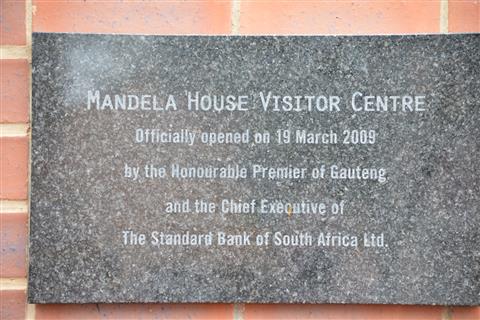 MANDELA HOUSE VISITOR CENTRE
Officially opened on 19 March 2009
by the Honourable Premier of Gauteng
and the Chief Executive of
The Standard Bank of South Africa Ltd.